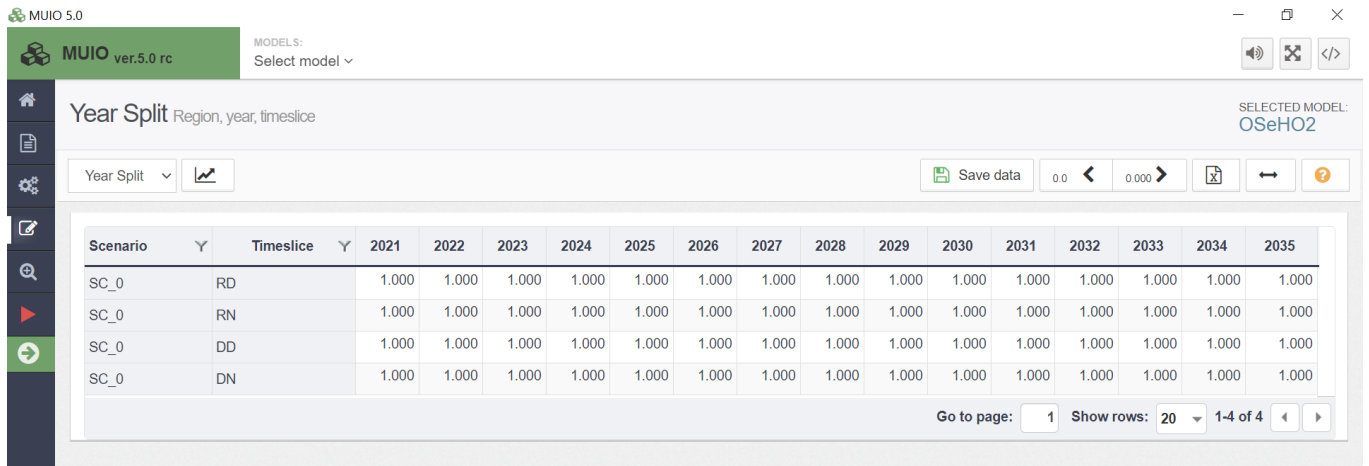 MUIO 5.0
MUIO ver.5.0 rc
MODELS:
Select model
</>
Year Split Region, year, timeslice
SELECTED MODEL:
OSeHO2
Year Split
Save data
0.0
0.000
Scenario Timeslice 2021 2022 2023 2024 2025 2026 2027 2028 2029 2030 2031 2032 2033 2034 2035
SC_0 RD 1.000 1.000 1.000 1.000 1.000 1.000 1.000 1.000 1.000 1.000 1.000 1.000 1.000 1.000 1.000
SC_0 RN 1.000 1.000 1.000 1.000 1.000 1.000 1.000 1.000 1.000 1.000 1.000 1.000 1.000 1.000 1.000
SC_0 DD 1.000 1.000 1.000 1.000 1.000 1.000 1.000 1.000 1.000 1.000 1.000 1.000 1.000 1.000 1.000
SC_0 DN 1.000 1.000 1.000 1.000 1.000 1.000 1.000 1.000 1.000 1.000 1.000 1.000 1.000 1.000 1.000
Go to page: 1 Show rows: 20 1-4 of 4